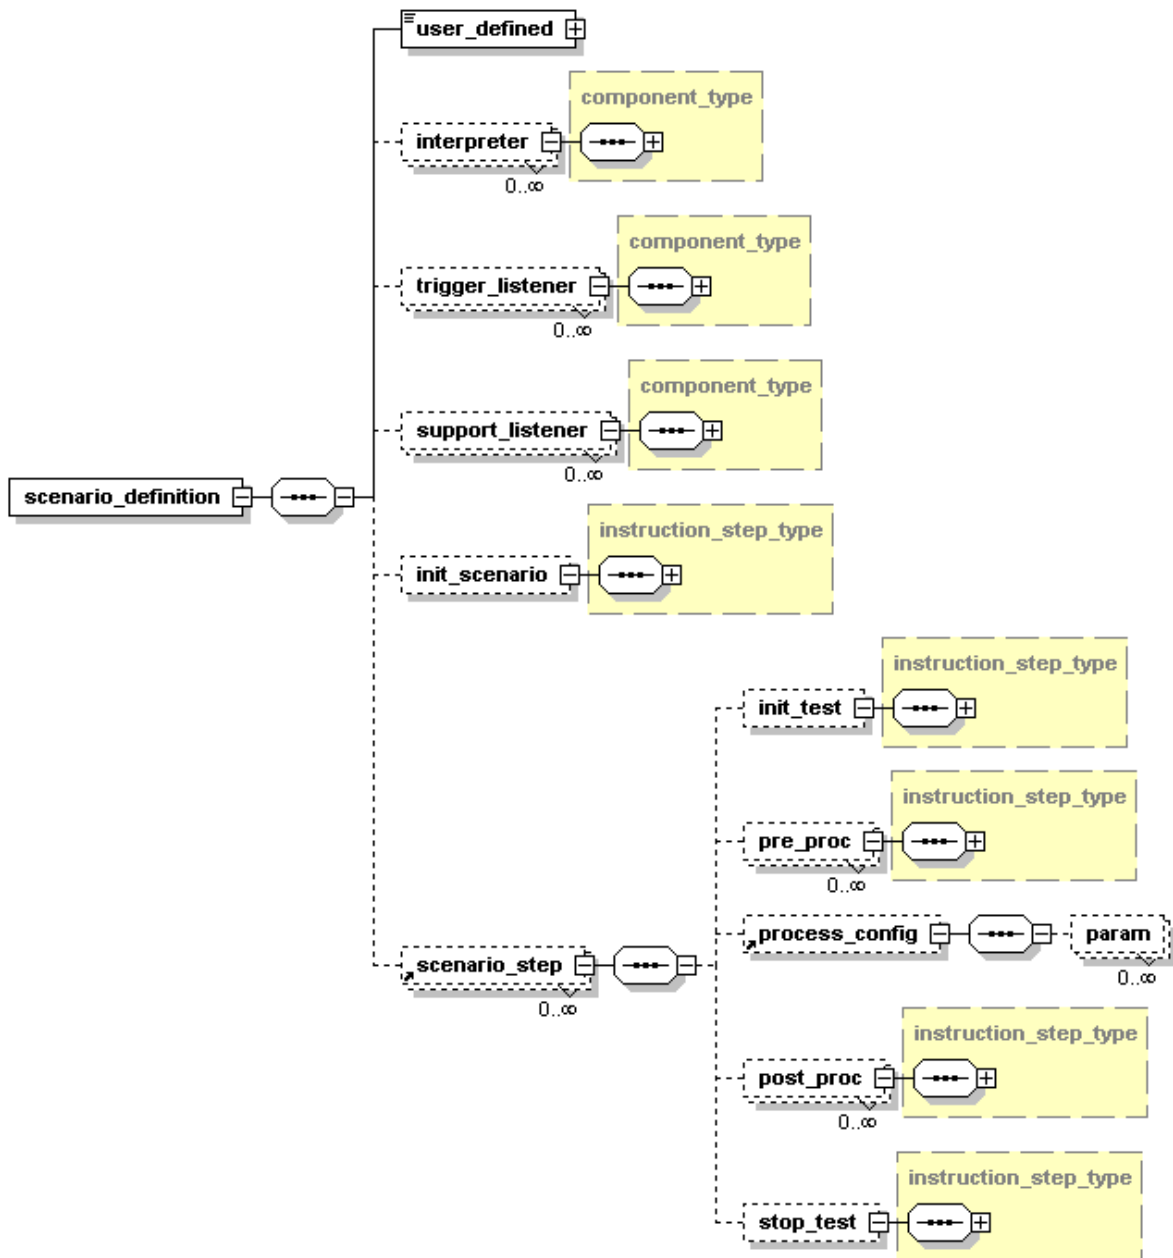 user_defined
component_type
interpreter
0..∞
component_type
trigger_listener
0..∞
component_type
support_listener
0..∞
scenario_definition
instruction_step_type
init_scenario
instruction_step_type
init_test
instruction_step_type
pre_proc
0..∞
process_config
param
0..∞
scenario_step
0..∞
instruction_step_type
post_proc
0..∞
instruction_step_type
stop_test